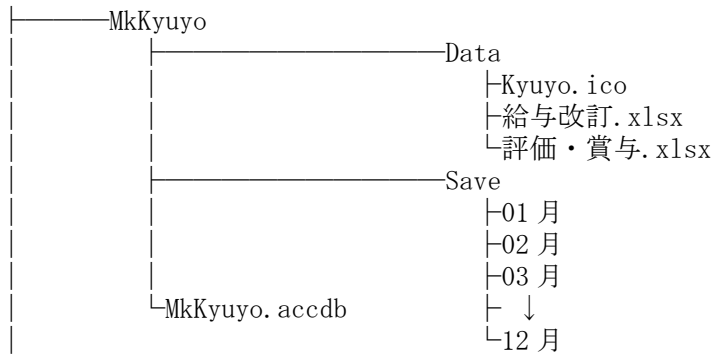 MkKyuyo
Data
Kyuyo.ico
給与改訂.xlsx
評価・賞与.xlsx
Save
01月
02月
03月
MkKyuyo.accdb ↓
12月